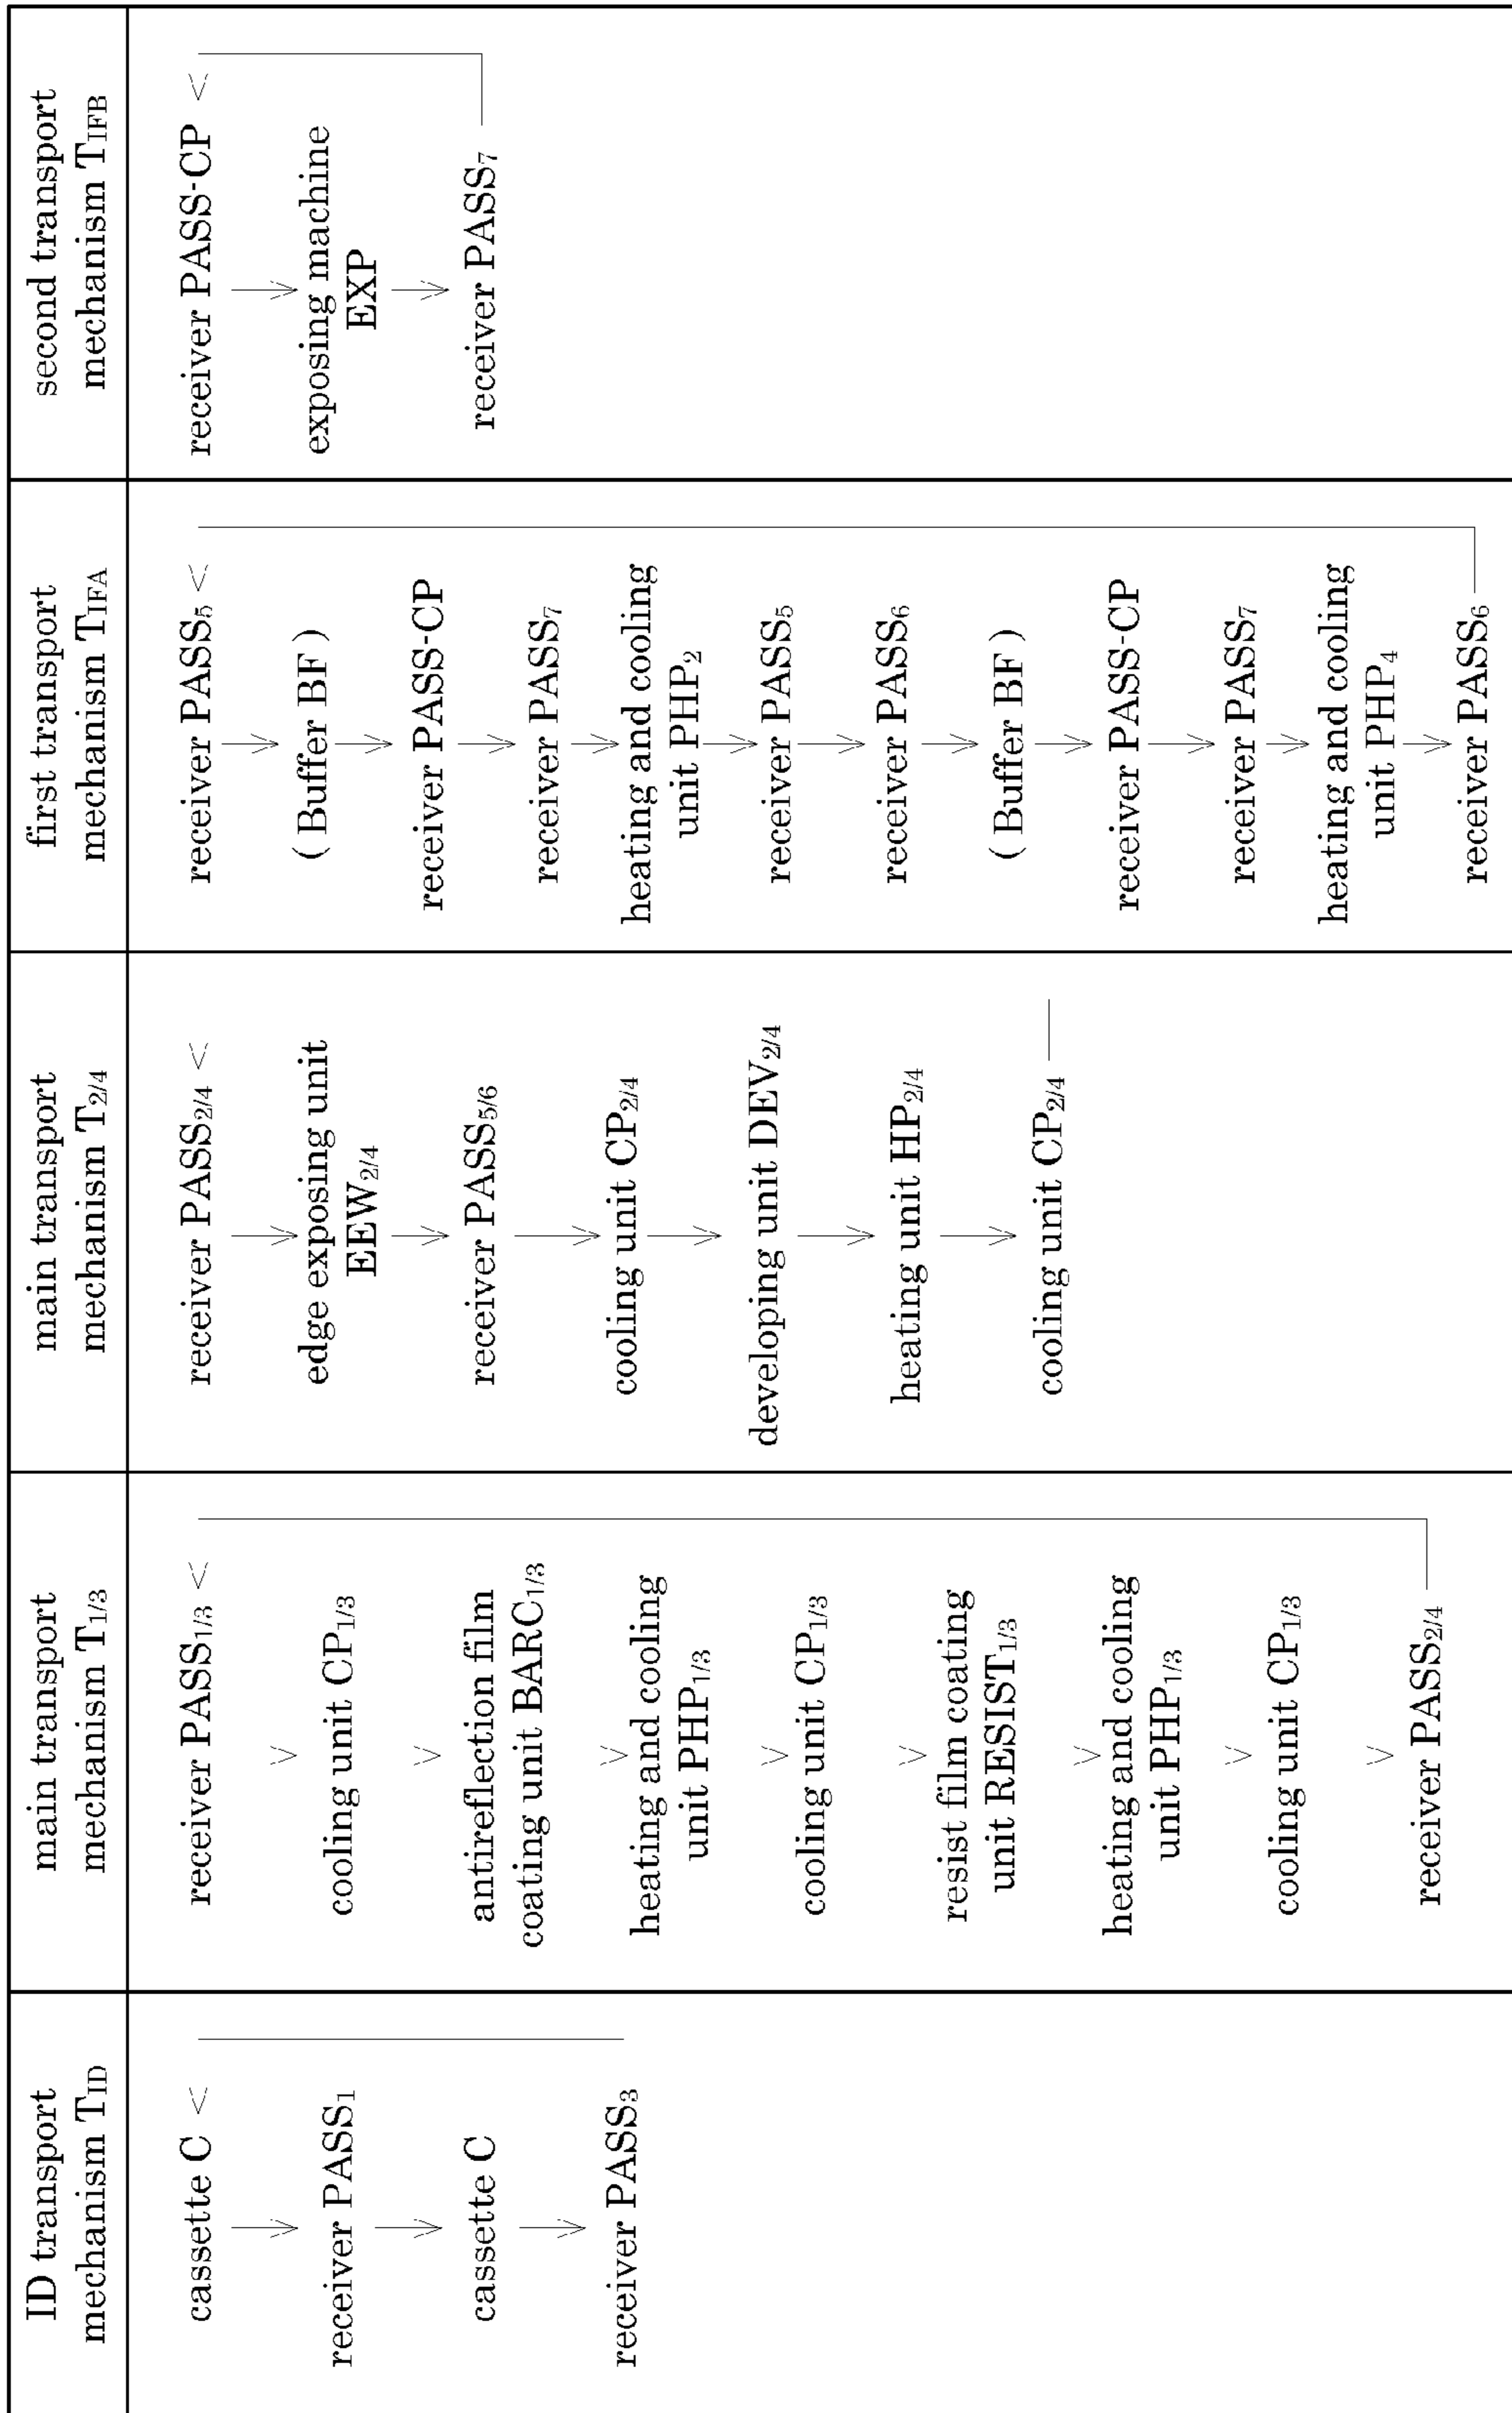 ID transport
mechanism TID
cassette C
receiver PASS1
cassette C
receiver PASS3
main transport
mechanism T1/3
receiver PASS1/3
cooling unit CP1/3
antireflection film
coating unit BARC1/3
heating and cooling
unit PHP1/3
cooling unit CP1/3
resist film coating
unit RESIST1/3
heating and cooling
unit PHP1/3
cooling unit CP1/3
receiver PASS2/4
main transport
mechanism T2/4
receiver PASS2/4
edge exposing unit
EEW2/4
receiver PASS5/6
cooling unit CP2/4
developing unit DEV2/4
heating unit HP2/4
cooling unit CP2/4
first transport
mechanism TIFA
receiver PASS5
( Buffer BF )
receiver PASS-CP
receiver PASS7
heating and cooling
unit PHP2
receiver PASS5
receiver PASS6
( Buffer BF )
receiver PASS-CP
receiver PASS7
heating and cooling
unit PHP4
receiver PASS6
second transport
mechanism TIFB
receiver PASS-CP
exposing machine
EXP
receiver PASS7